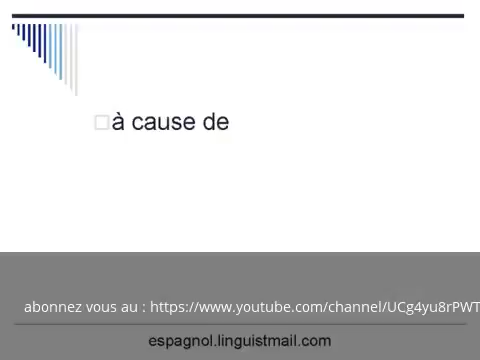 à cause de
abonnez vous au : https://www.youtube.com/channel/UCg4yu8rPWT
espagnol.linguistmail.com